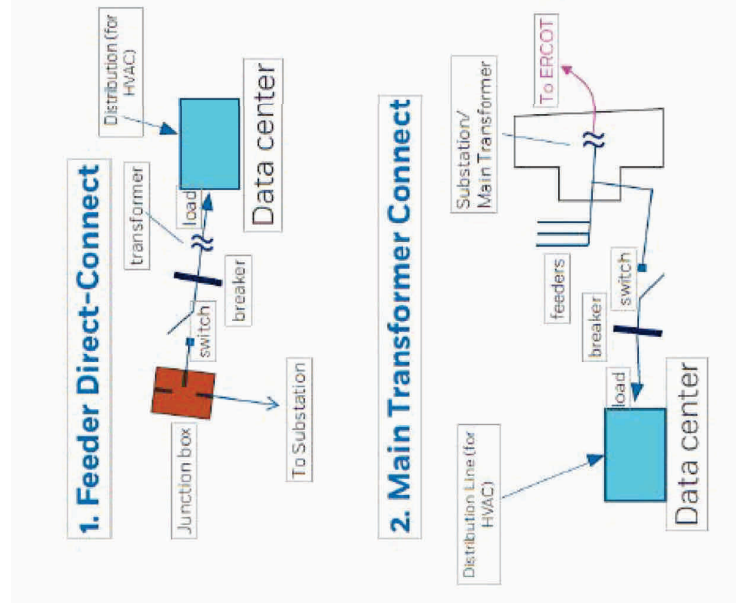 1. Feeder Direct-Connect
Distribution (for
HVAC)
transformer
load
Data center
breaker
switch
Junction box
To Substation
2. Main Transformer Connect
Substation/
Main Transformer
To ERCOT
feeders
switch
breaker
load
Distribution Line (for
HVAC)
Data center